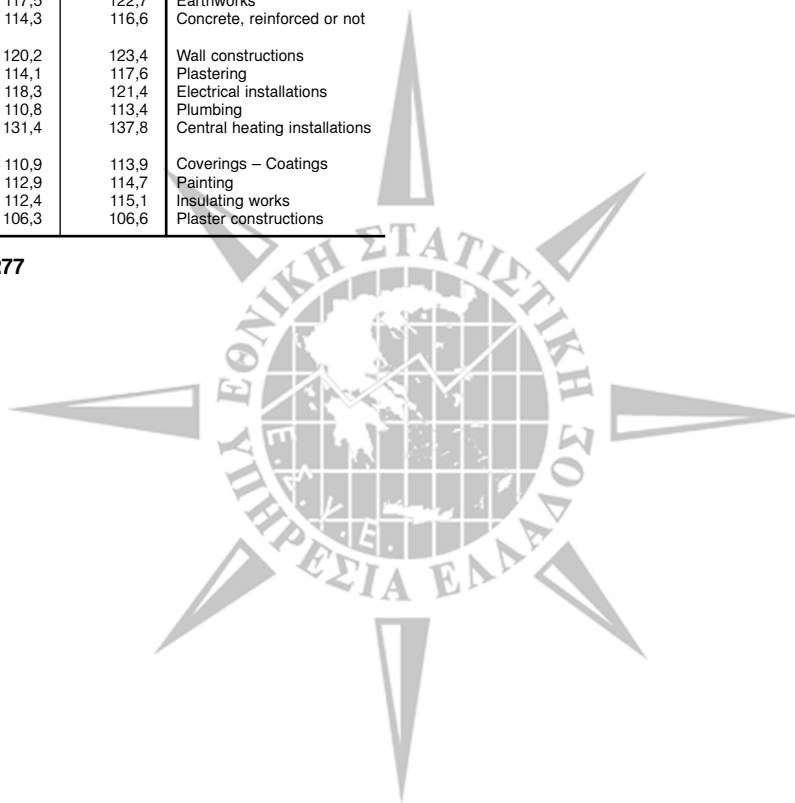 117,5 122,7 Earthworks
114,3 116,6 Concrete, reinforced or not
120,2 123,4 Wall constructions
114,1 117,6 Plastering
118,3 121,4 Electrical installations
110,8 113,4 Plumbing
131,4 137,8 Central heating installations
110,9 113,9 Coverings – Coatings
112,9 114,7 Painting
112,4 115,1 Insulating works
106,3 106,6 Plaster constructions
277
ΕΘΝΙΚΗ ΣΤΑΤΙΣΤΙΚΗ
ΥΠΗΡΕΣΙΑ ΕΛΛΑΔΟΣ
Ε.Σ.Υ.Ε.